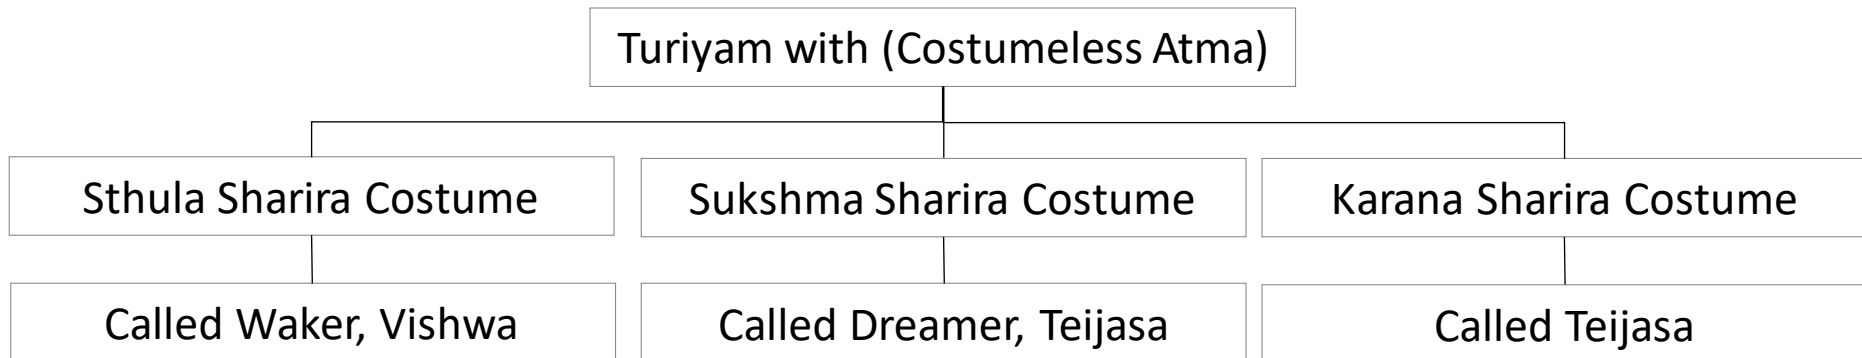 Turiyam with (Costumeless Atma)
Sthula Sharira Costume
Sukshma Sharira Costume
Karana Sharira Costume
Called Waker, Vishwa
Called Dreamer, Teijasa
Called Teijasa